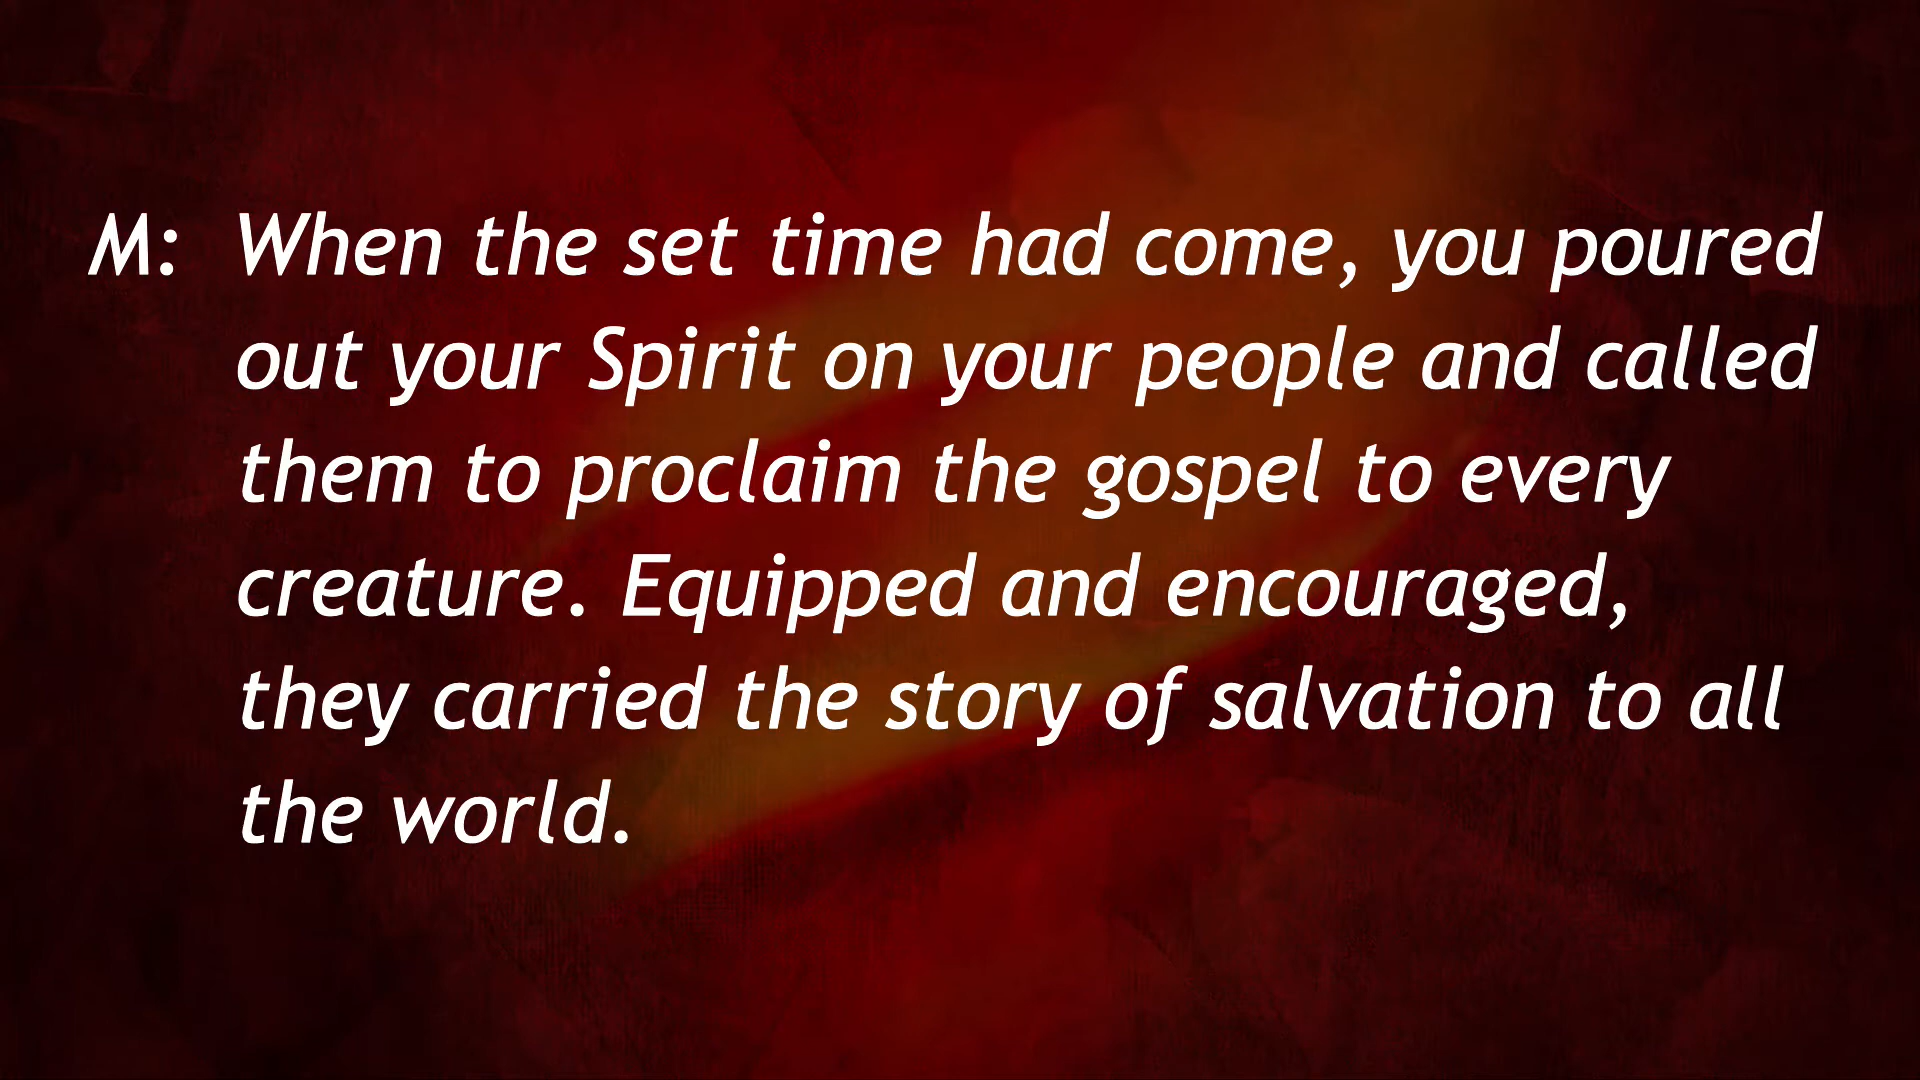 M: When the set time had come, you poured
out your Spirit on your people and called
them to proclaim the gospel to every
creature. Equipped and encouraged,
they carried the story of salvation to all
the world.